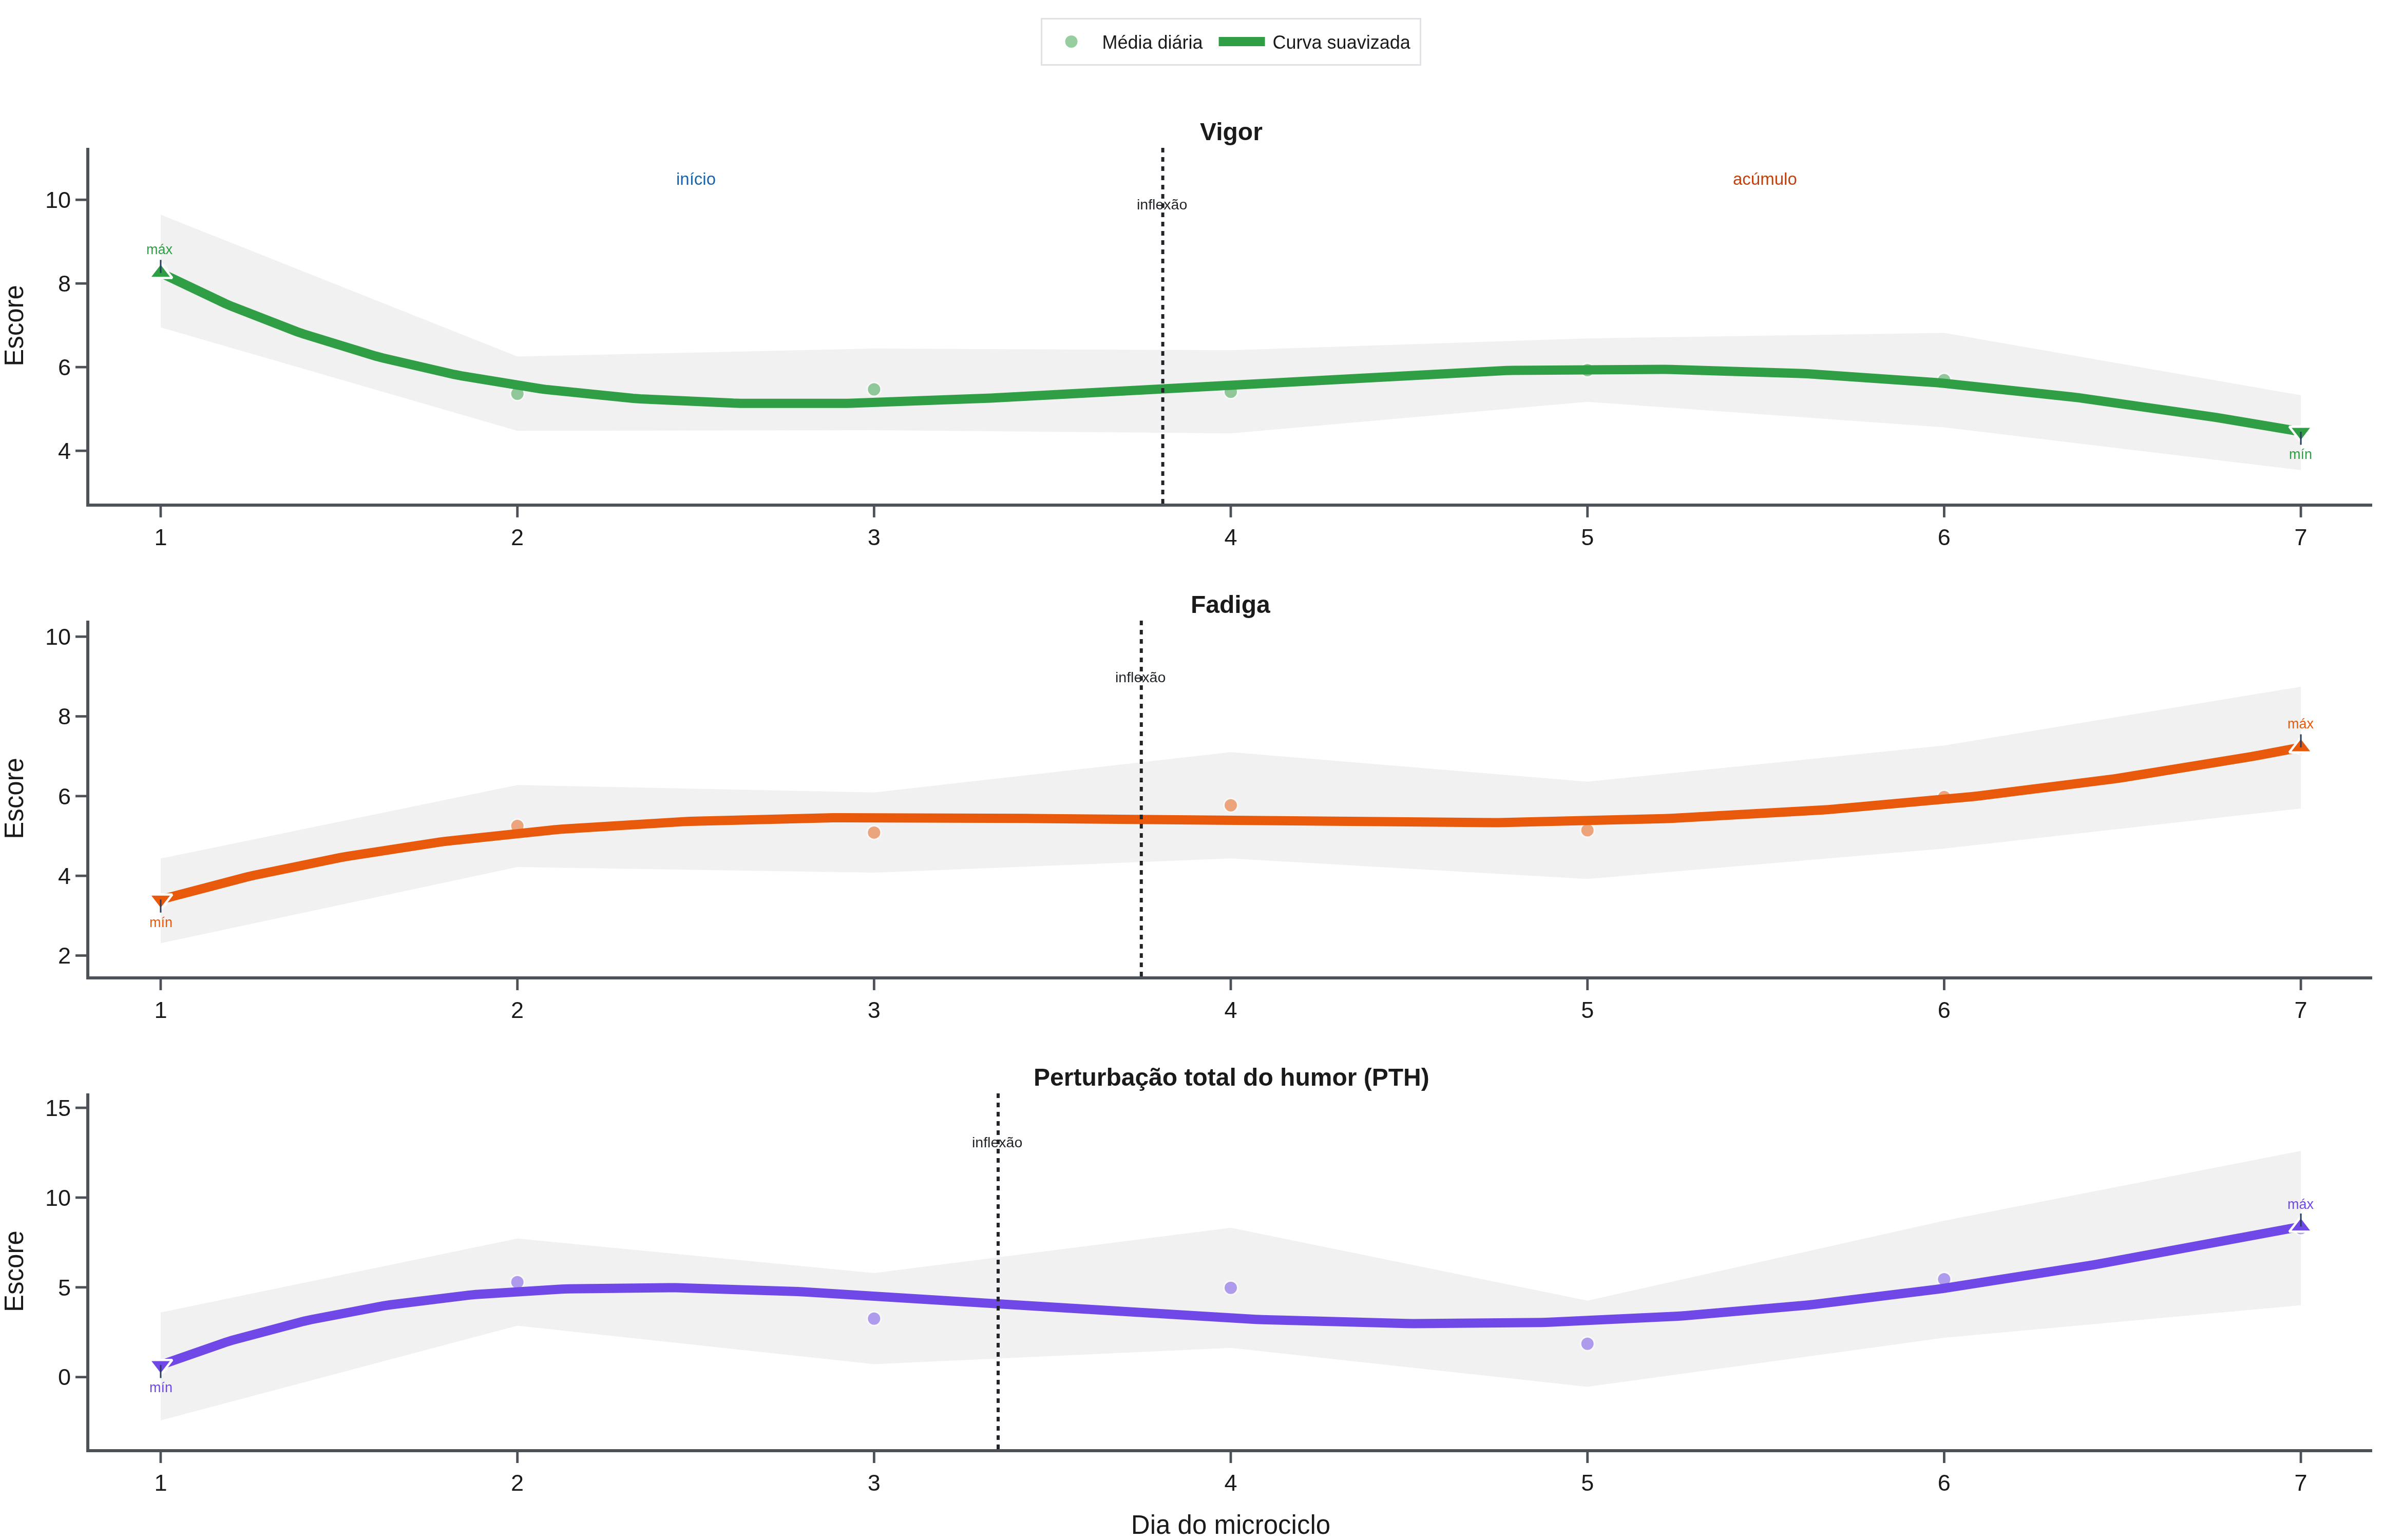 Média diária Curva suavizada
Vigor
início acúmulo
inflexão
máx
mín
Escore
10
8
6
4
1 2 3 4 5 6 7
Fadiga
inflexão
máx
mín
Escore
10
8
6
4
2
1 2 3 4 5 6 7
Perturbação total do humor (PTH)
inflexão
máx
mín
Escore
15
10
5
0
1 2 3 4 5 6 7
Dia do microciclo